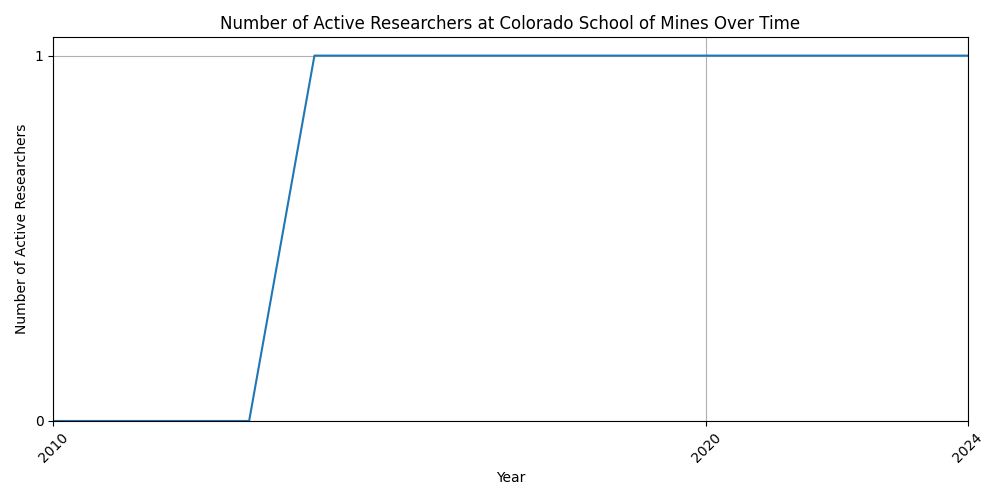 Number of Active Researchers at Colorado School of Mines Over Time
Number of Active Researchers
1
0
2010
2020
2024
Year